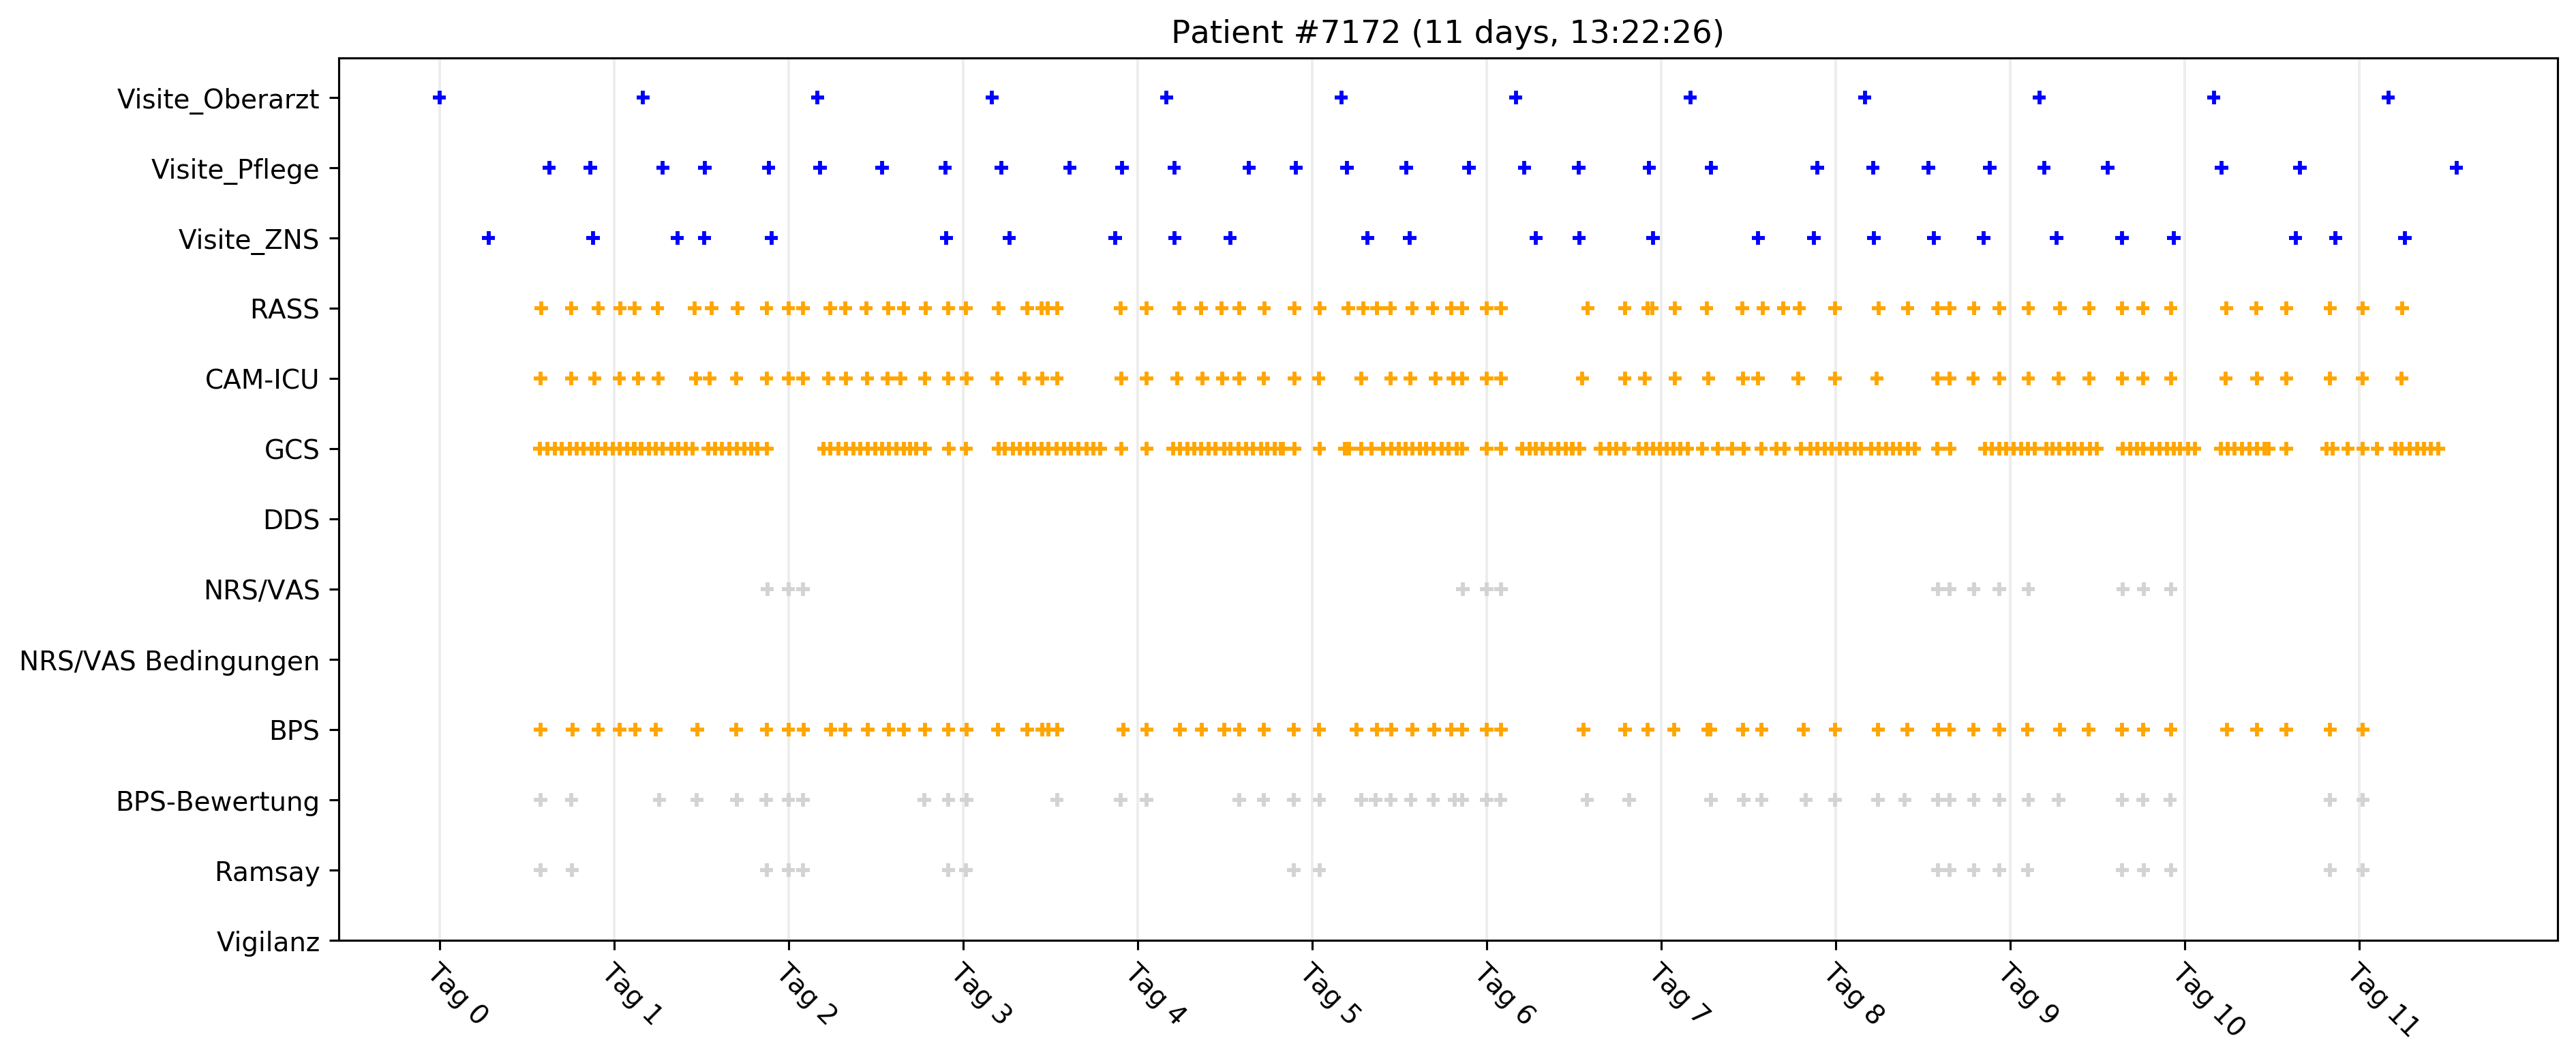 Patient #7172 (11 days, 13:22:26)
Visite_Oberarzt
Visite_Pflege
Visite_ZNS
RASS
CAM-ICU
GCS
DDS
NRS/VAS
NRS/VAS Bedingungen
BPS
BPS-Bewertung
Ramsay
Vigilanz
Tag 0
Tag 1
Tag 2
Tag 3
Tag 4
Tag 5
Tag 6
Tag 7
Tag 8
Tag 9
Tag 10
Tag 11